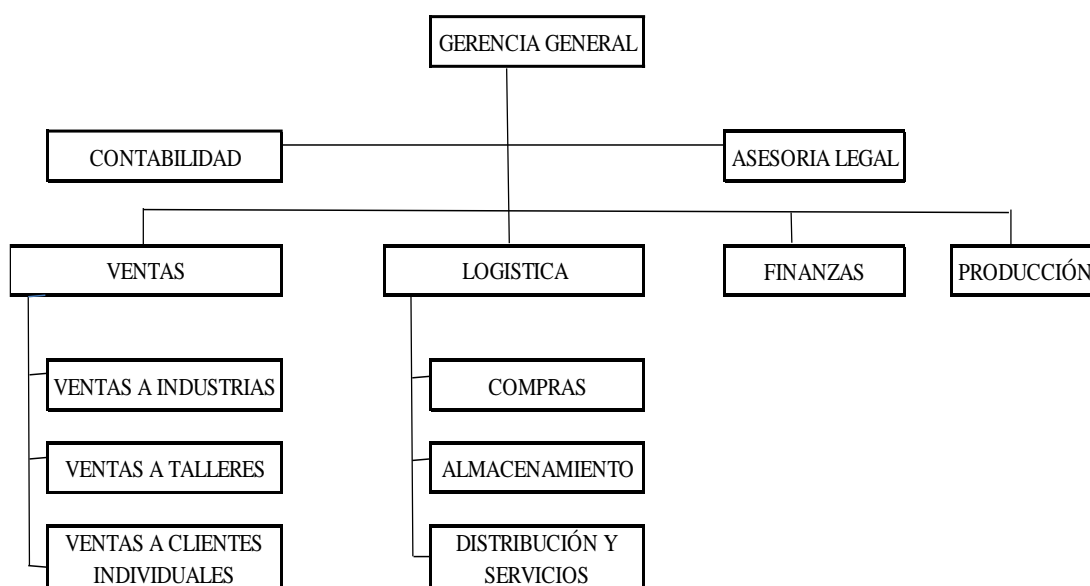 GERENCIA GENERAL
CONTABILIDAD
ASESORIA LEGAL
VENTAS
LOGISTICA
FINANZAS
PRODUCCIÓN
VENTAS A INDUSTRIAS
COMPRAS
VENTAS A TALLERES
ALMACENAMIENTO
VENTAS A CLIENTES
INDIVIDUALES
DISTRIBUCIÓN Y
SERVICIOS